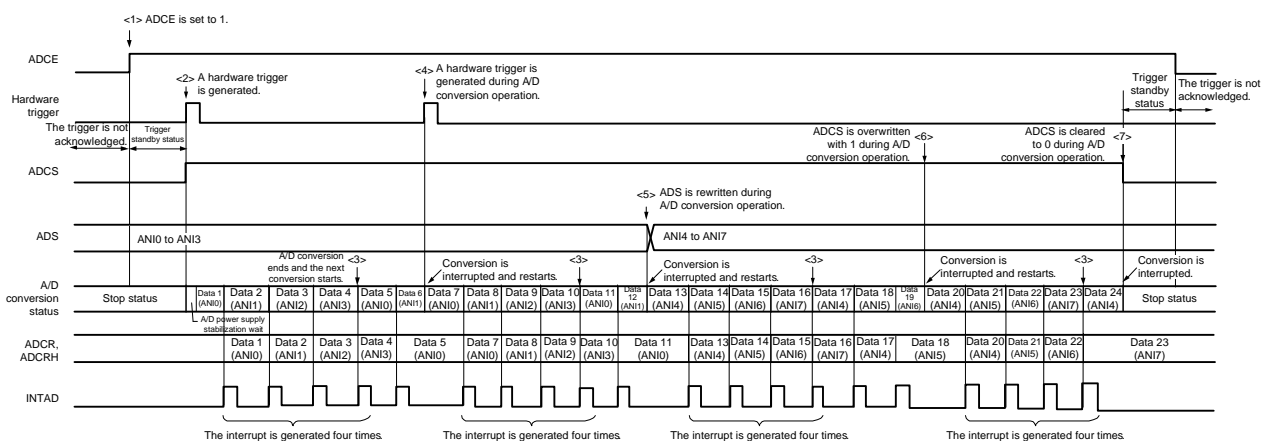 <1> ADCE is set to 1.
ADCE
<2> A hardware trigger
is generated.
<4> A hardware trigger is
generated during A/D
conversion operation.
Trigger
standby
status
The trigger is not
acknowledged.
Hardware
trigger
The trigger is not
acknowledged.
Trigger
standby status
ADCS is overwritten
with 1 during A/D
conversion operation.
<6>
ADCS is cleared
to 0 during A/D
conversion operation.
<7>
ADCS
<5> ADS is rewritten during
A/D conversion operation.
ADS
ANI0 to ANI3
ANI4 to ANI7
A/D conversion
ends and the next
conversion starts.
<3>
Conversion is
interrupted and restarts.
<3>
Conversion is
interrupted and restarts.
<3>
Conversion is
interrupted and restarts.
<3>
Conversion is
interrupted.
A/D
conversion
status
Stop status
Data 1
(ANI0)
Data 2
(ANI1)
Data 3
(ANI2)
Data 4
(ANI3)
Data 5
(ANI0)
Data 6
(ANI1)
Data 7
(ANI0)
Data 8
(ANI1)
Data 9
(ANI2)
Data 10
(ANI3)
Data 11
(ANI0)
Data
12
(ANI1)
Data 13
(ANI4)
Data 14
(ANI5)
Data 15
(ANI6)
Data 16
(ANI7)
Data 17
(ANI4)
Data 18
(ANI5)
Data
19
(ANI6)
Data 20
(ANI4)
Data 21
(ANI5)
Data 22
(ANI6)
Data 23
(ANI7)
Data 24
(ANI4)
Stop status
A/D power supply
stabilization wait
ADCR,
ADCRH
Data 1
(ANI0)
Data 2
(ANI1)
Data 3
(ANI2)
Data 4
(ANI3)
Data 5
(ANI0)
Data 7
(ANI0)
Data 8
(ANI1)
Data 9
(ANI2)
Data 10
(ANI3)
Data 11
(ANI0)
Data 13
(ANI4)
Data 14
(ANI5)
Data 15
(ANI6)
Data 16
(ANI7)
Data 17
(ANI4)
Data 18
(ANI5)
Data 20
(ANI4)
Data 21
(ANI5)
Data 22
(ANI6)
Data 23
(ANI7)
INTAD
The interrupt is generated four times.
The interrupt is generated four times.
The interrupt is generated four times.
The interrupt is generated four times.